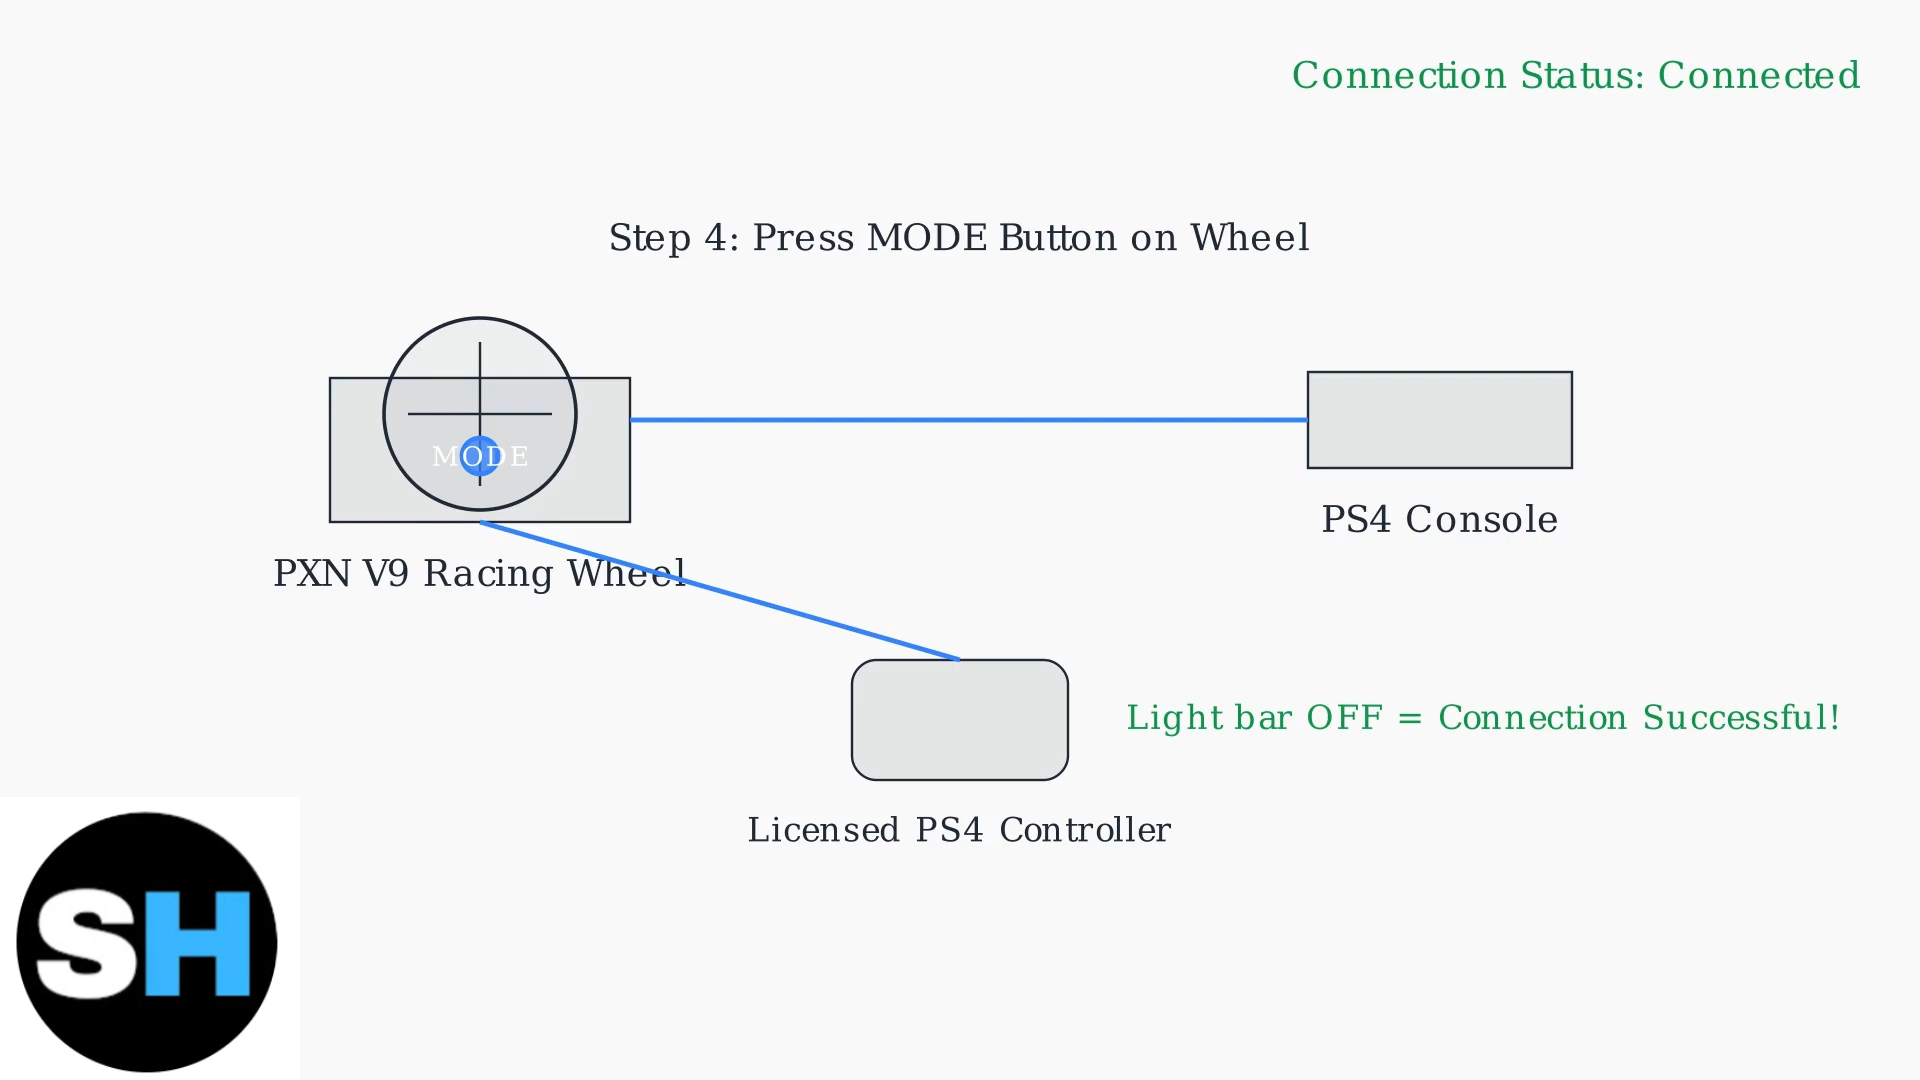 Connection Status: Connected
Step 4: Press MODE Button on Wheel
MODE
PXN V9 Racing Wheel
PS4 Console
Light bar OFF = Connection Successful!
Licensed PS4 Controller
SH